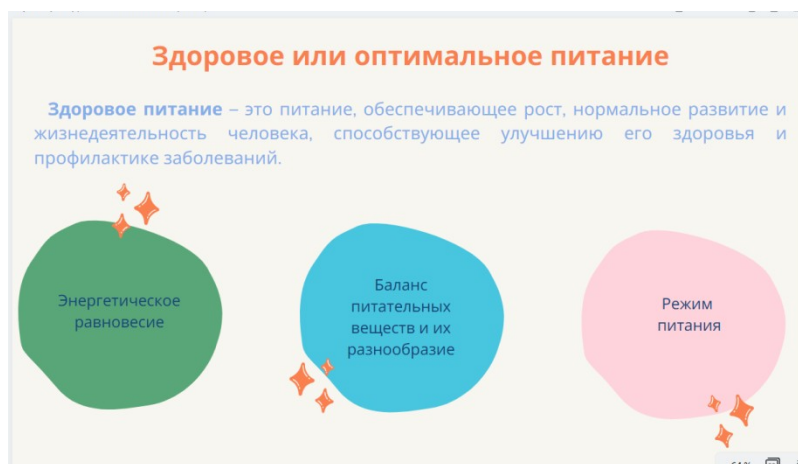 Здоровое или оптимальное питание
Здоровое питание – это питание, обеспечивающее рост, нормальное развитие и
жизнедеятельность человека, способствующее улучшению его здоровья и
профилактике заболеваний.
Энергетическое
равновесие
Баланс
питательных
веществ и их
разнообразие
Режим
питания